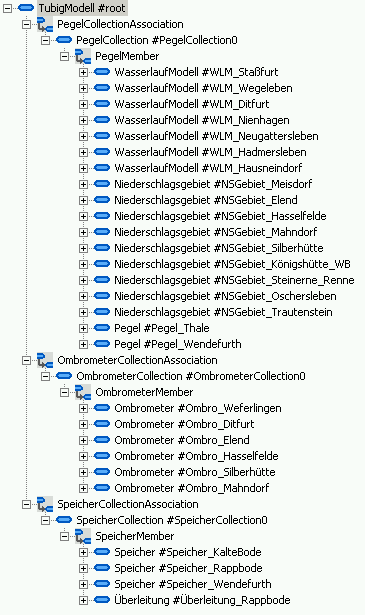 TubigModell #root
PegelCollectionAssociation
PegelCollection #PegelCollection0
PegelMember
WasserlaufModell #WLM_Staßfurt
WasserlaufModell #WLM_Wegeleben
WasserlaufModell #WLM_Ditfurt
WasserlaufModell #WLM_Nienhagen
WasserlaufModell #WLM_Neugattersleben
WasserlaufModell #WLM_Hadmersleben
WasserlaufModell #WLM_Hausneindorf
Niederschlagsgebiet #NSGebiet_Meisdorf
Niederschlagsgebiet #NSGebiet_Elend
Niederschlagsgebiet #NSGebiet_Hasselfelde
Niederschlagsgebiet #NSGebiet_Mahndorf
Niederschlagsgebiet #NSGebiet_Silberhütte
Niederschlagsgebiet #NSGebiet_Königshütte_WB
Niederschlagsgebiet #NSGebiet_Steinerne_Renne
Niederschlagsgebiet #NSGebiet_Oschersleben
Niederschlagsgebiet #NSGebiet_Trautenstein
Pegel #Pegel_Thale
Pegel #Pegel_Wendefurth
OmbrometerCollectionAssociation
OmbrometerCollection #OmbrometerCollection0
OmbrometerMember
Ombrometer #Ombro_Weferlingen
Ombrometer #Ombro_Ditfurt
Ombrometer #Ombro_Elend
Ombrometer #Ombro_Hasselfelde
Ombrometer #Ombro_Silberhütte
Ombrometer #Ombro_Mahndorf
SpeicherCollectionAssociation
SpeicherCollection #SpeicherCollection0
SpeicherMember
Speicher #Speicher_KalteBode
Speicher #Speicher_Rappbode
Speicher #Speicher_Wendefurth
Überleitung #Überleitung_Rappbode